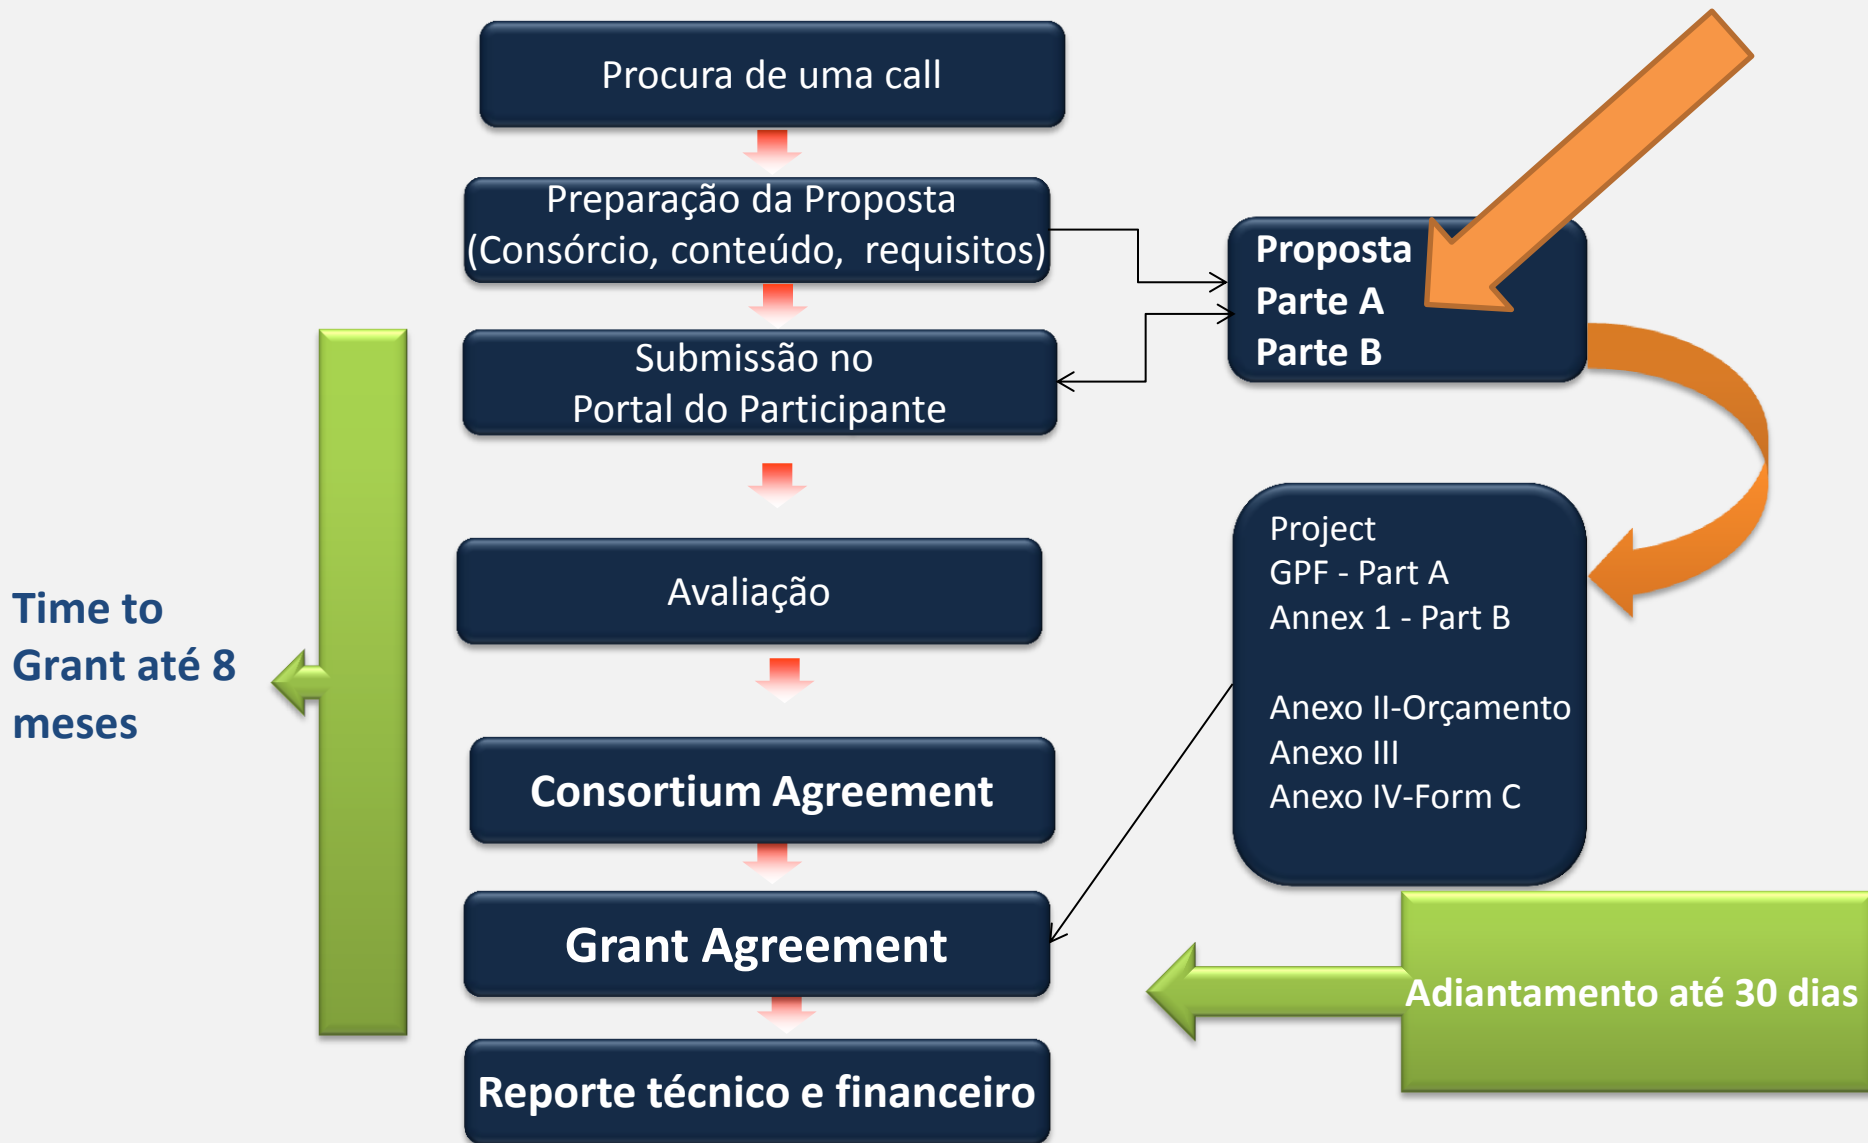 Procura de uma call
Preparação da Proposta
(Consórcio, conteúdo, requisitos)
Proposta
Parte A
Parte B
Submissão no
Portal do Participante
Avaliação
Project
GPF - Part A
Annex 1 - Part B
Anexo II-Orçamento
Anexo III
Anexo IV-Form C
Time to
Grant até 8
meses
Consortium Agreement
Grant Agreement
Adiantamento até 30 dias
Reporte técnico e financeiro